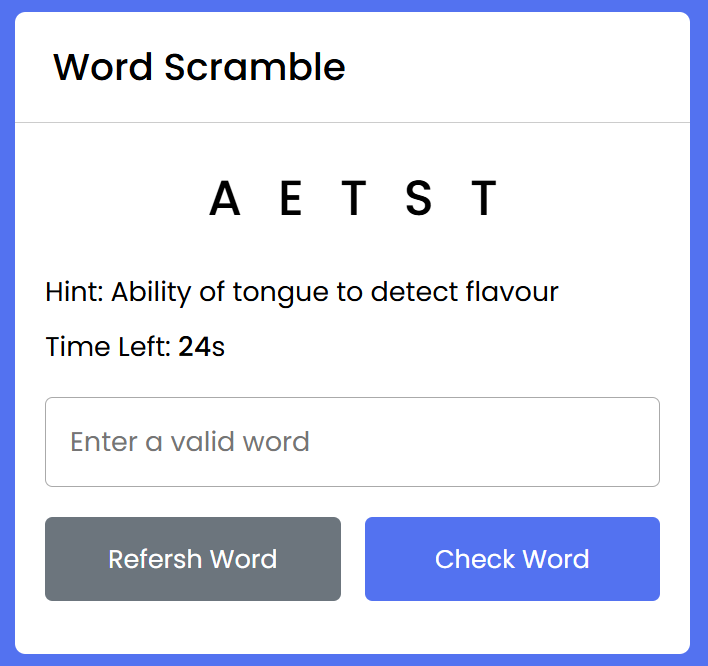 Word Scramble
A E T S T
Hint: Ability of tongue to detect flavour
Time Left: 24s
Enter a valid word
Refersh Word Check Word